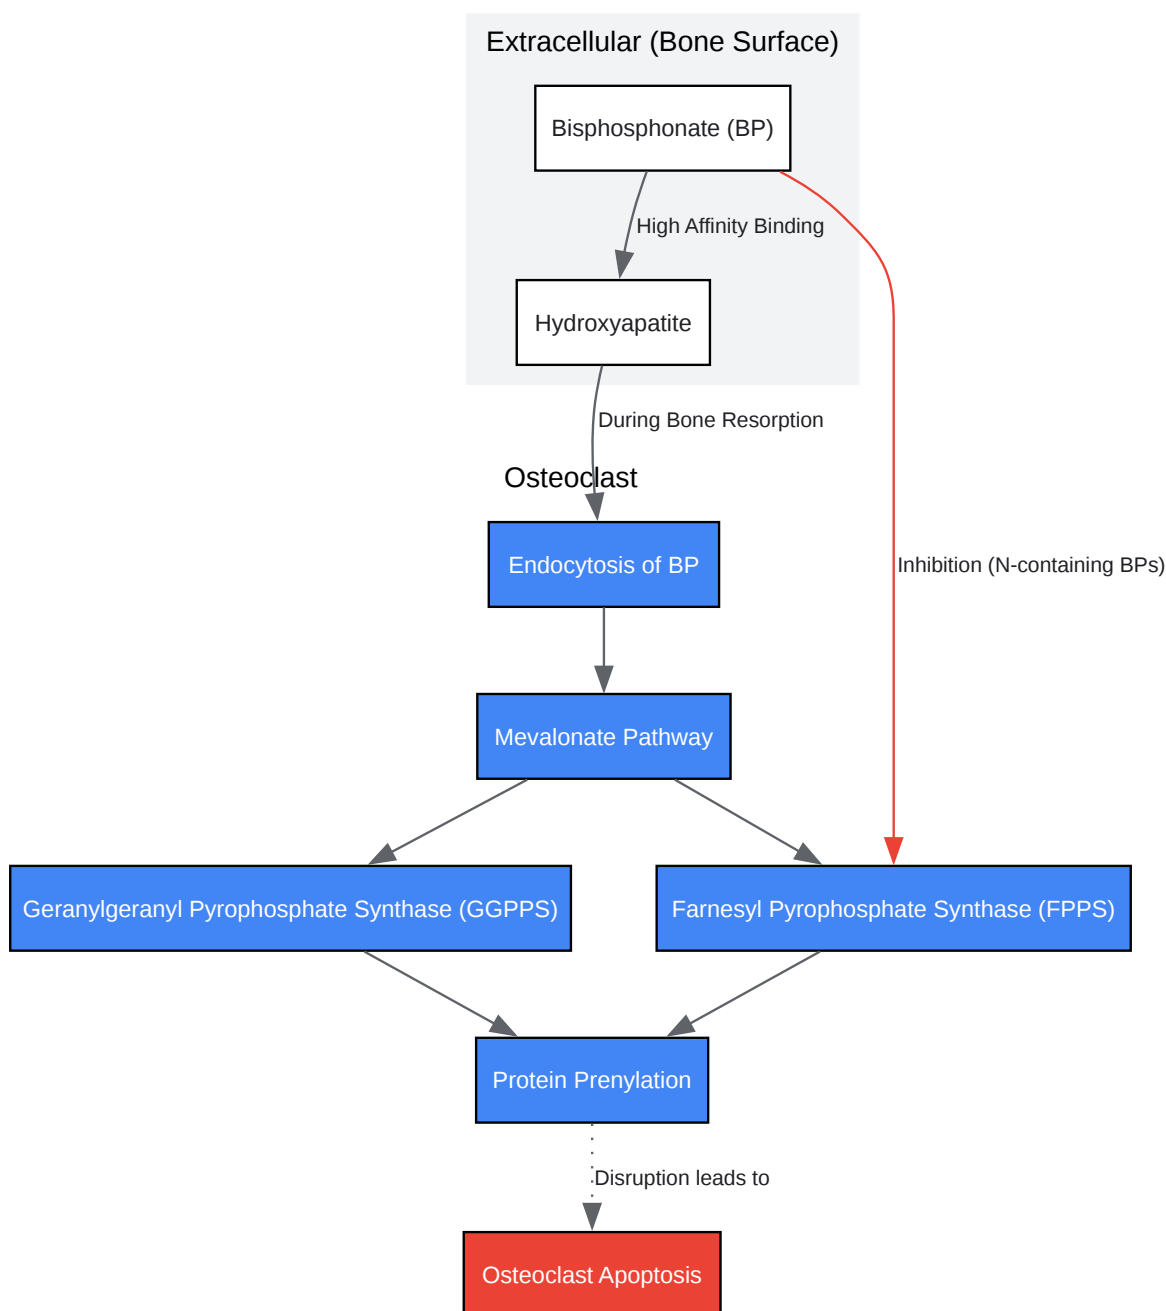 Extracellular (Bone Surface)
Bisphosphonate (BP)
High Affinity Binding
Hydroxyapatite
During Bone Resorption
Osteoclast
Endocytosis of BP
Inhibition (N-containing BPs)
Mevalonate Pathway
Geranylgeranyl Pyrophosphate Synthase (GGPPS)
Farnesyl Pyrophosphate Synthase (FPPS)
Protein Prenylation
Disruption leads to
Osteoclast Apoptosis